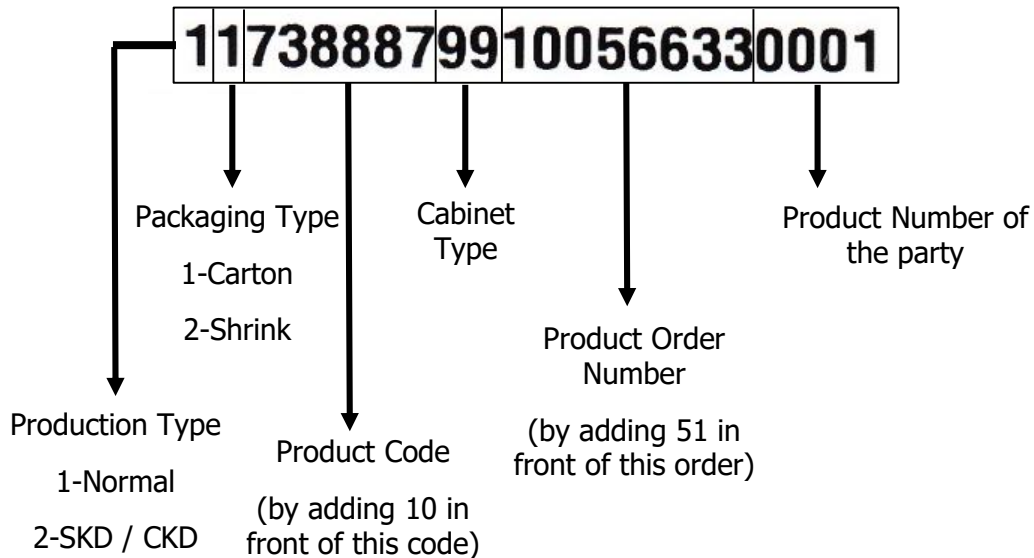 1173888799100566330001
Packaging Type
1-Carton
2-Shrink
Cabinet
Type
Product Number of
the party
Product Order
Number
(by adding 51 in
front of this order)
Production Type
1-Normal
2-SKD / CKD
Product Code
(by adding 10 in
front of this code)